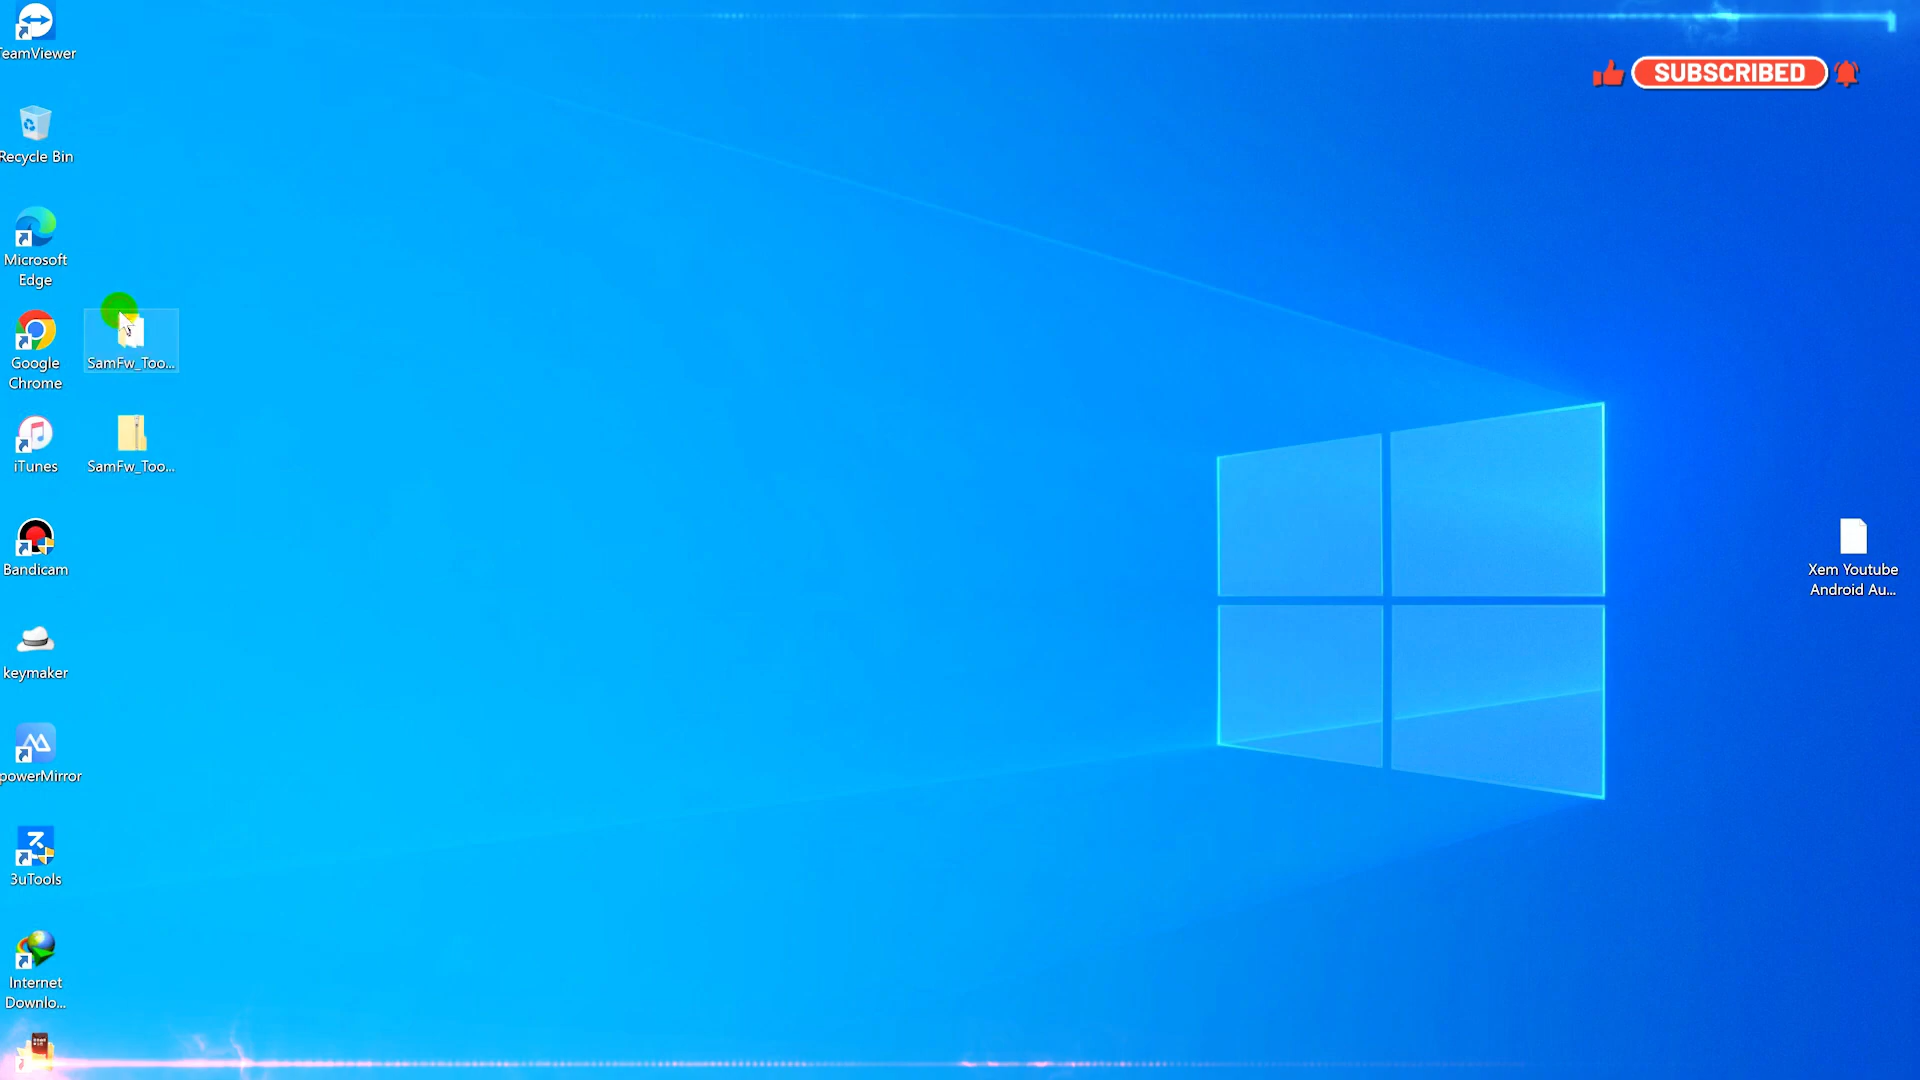 TeamViewer
SUBSCRIBED
Recycle Bin
Microsoft
Edge
Google
Chrome
SamFw_Too...
iTunes
SamFw_Too...
Bandicam
Xem Youtube
Android Au...
keymaker
powerMirror
3uTools
Internet
Downlo...